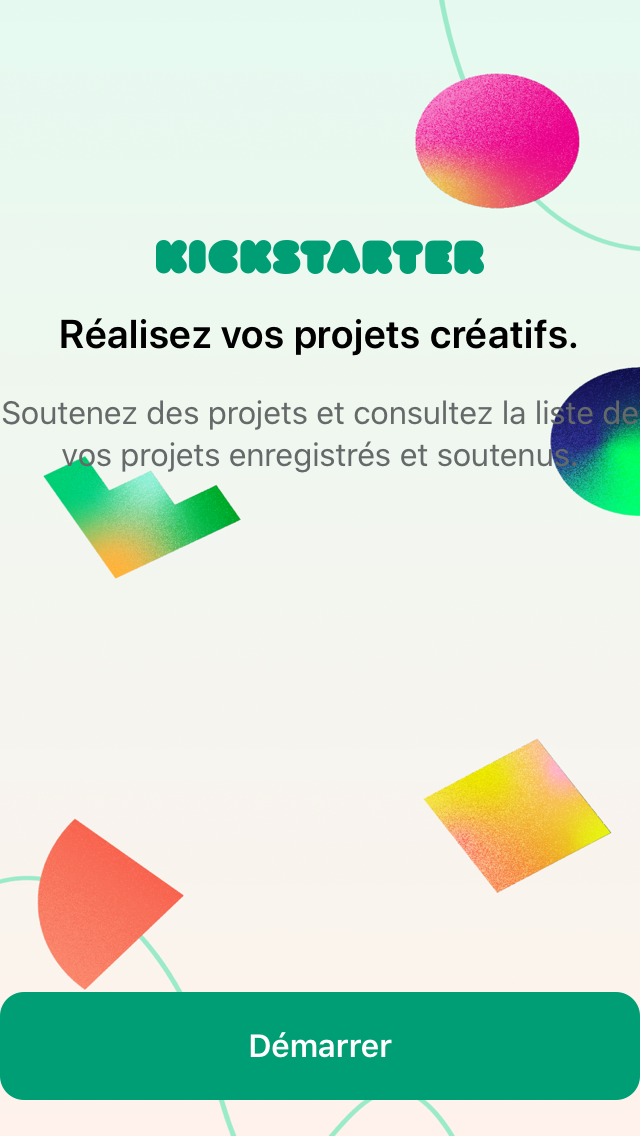 KICKSTARTER
Réalisez vos projets créatifs.
Soutenez des projets et consultez la liste de
vos projets enregistrés et soutenus.
Démarrer